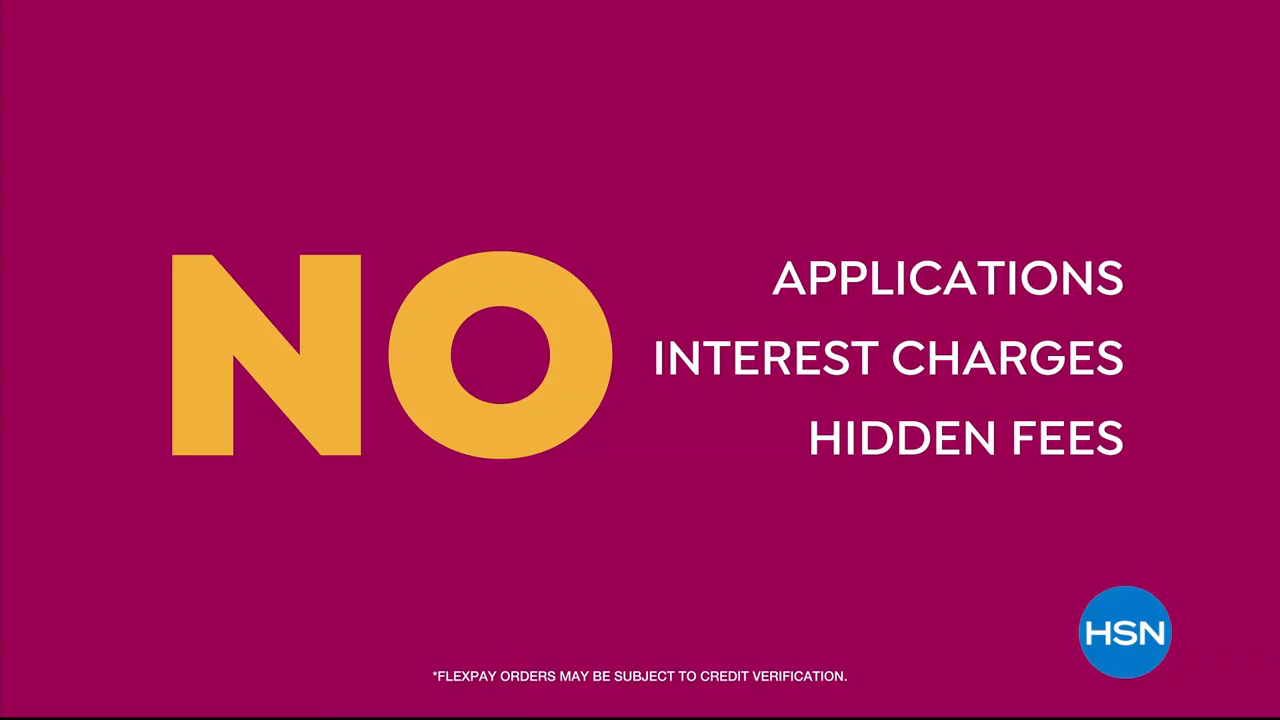 NO
APPLICATIONS
INTEREST CHARGES
HIDDEN FEES
HSN
*FLEXPAY ORDERS MAY BE SUBJECT TO CREDIT VERIFICATION.